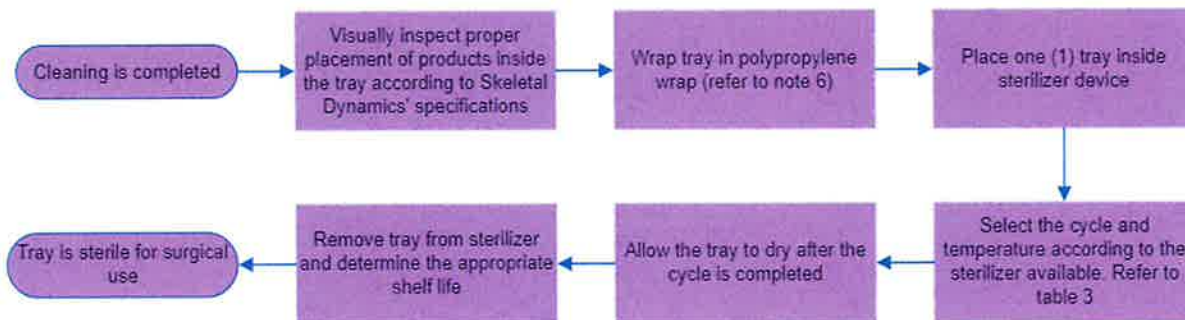 Cleaning is completed
Visually inspect proper
placement of products inside
the tray according to Skeletal
Dynamics' specifications
Wrap tray in polypropylene
wrap (refer to note 6)
Place one (1) tray inside
sterilizer device
Select the cycle and
temperature according to the
sterilizer available. Refer to
table 3
Allow the tray to dry after the
cycle is completed
Remove tray from sterilizer
and determine the appropriate
shelf life
Tray is sterile for surgical
use